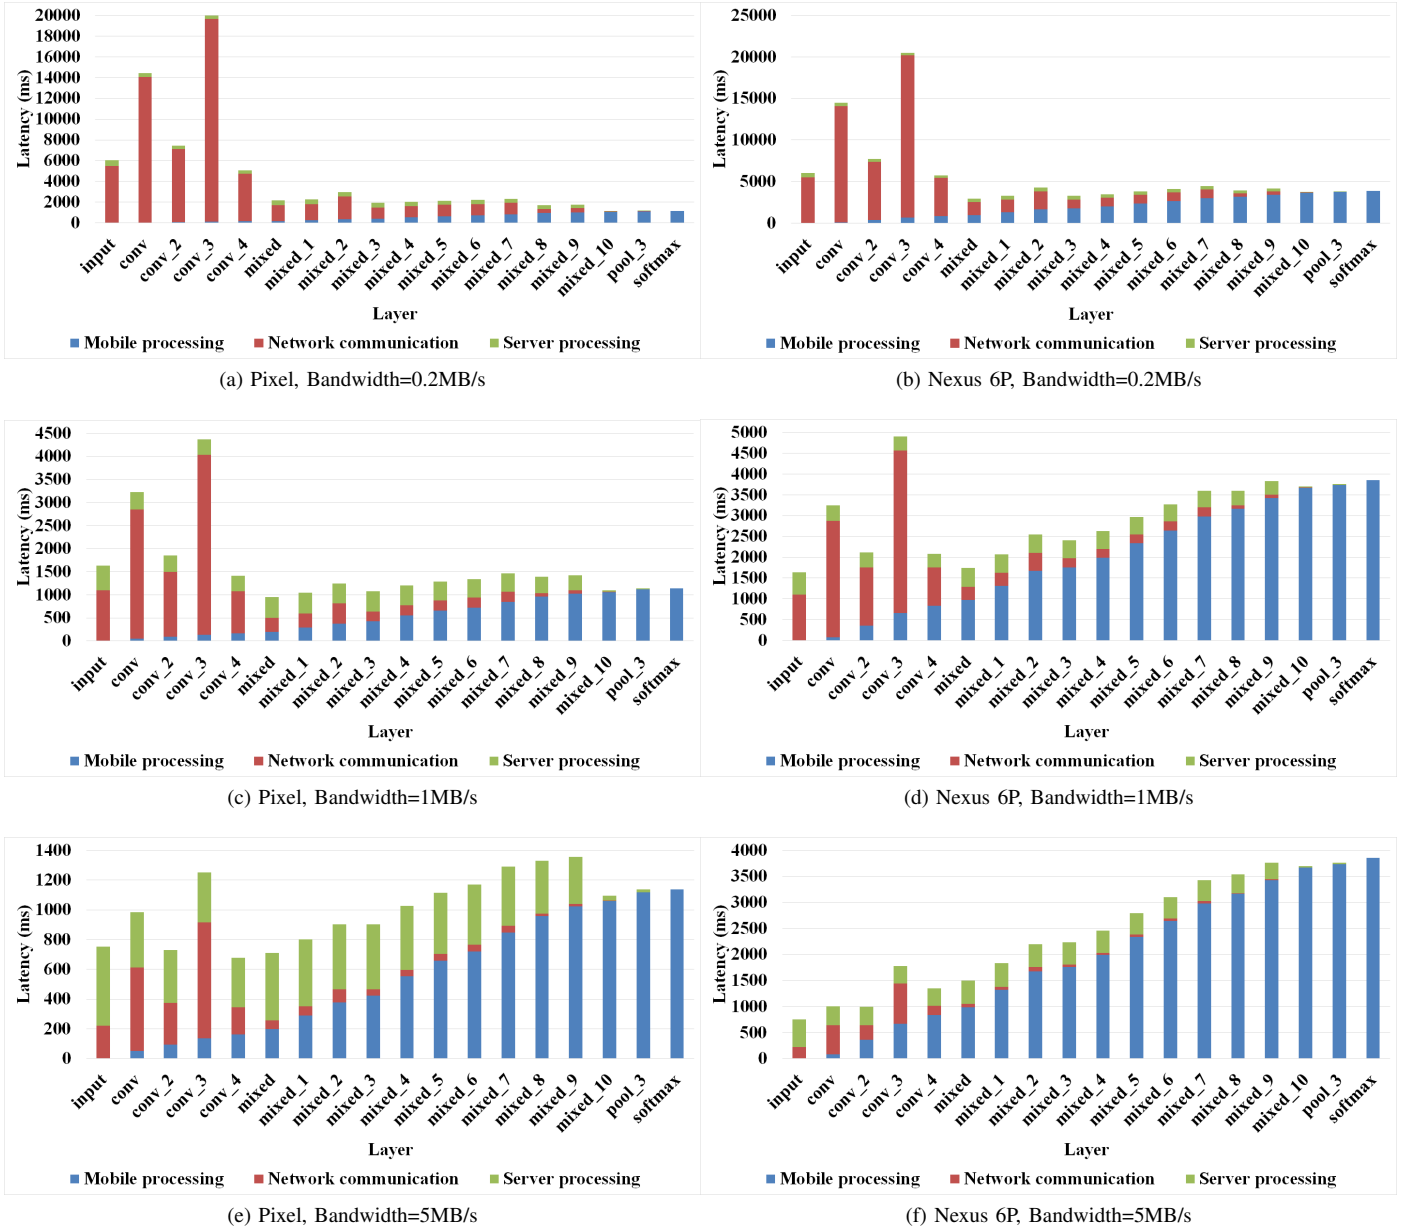 20000
18000
16000
14000
12000
10000
8000
6000
4000
2000
0
Latency (ms)
input conv conv_2 conv_3 conv_4 mixed mixed_1 mixed_2 mixed_3 mixed_4 mixed_5 mixed_6 mixed_7 mixed_8 mixed_9 mixed_10 pool_3 softmax
Layer
Mobile processing Network communication Server processing
(a) Pixel, Bandwidth=0.2MB/s
25000
20000
15000
10000
5000
0
Latency (ms)
input conv conv_2 conv_3 conv_4 mixed mixed_1 mixed_2 mixed_3 mixed_4 mixed_5 mixed_6 mixed_7 mixed_8 mixed_9 mixed_10 pool_3 softmax
Layer
Mobile processing Network communication Server processing
(b) Nexus 6P, Bandwidth=0.2MB/s
4500
4000
3500
3000
2500
2000
1500
1000
500
0
Latency (ms)
input conv conv_2 conv_3 conv_4 mixed mixed_1 mixed_2 mixed_3 mixed_4 mixed_5 mixed_6 mixed_7 mixed_8 mixed_9 mixed_10 pool_3 softmax
Layer
Mobile processing Network communication Server processing
(c) Pixel, Bandwidth=1MB/s
5000
4500
4000
3500
3000
2500
2000
1500
1000
500
0
Latency (ms)
input conv conv_2 conv_3 conv_4 mixed mixed_1 mixed_2 mixed_3 mixed_4 mixed_5 mixed_6 mixed_7 mixed_8 mixed_9 mixed_10 pool_3 softmax
Layer
Mobile processing Network communication Server processing
(d) Nexus 6P, Bandwidth=1MB/s
1400
1200
1000
800
600
400
200
0
Latency (ms)
input conv conv_2 conv_3 conv_4 mixed mixed_1 mixed_2 mixed_3 mixed_4 mixed_5 mixed_6 mixed_7 mixed_8 mixed_9 mixed_10 pool_3 softmax
Layer
Mobile processing Network communication Server processing
(e) Pixel, Bandwidth=5MB/s
4000
3500
3000
2500
2000
1500
1000
500
0
Latency (ms)
input conv conv_2 conv_3 conv_4 mixed mixed_1 mixed_2 mixed_3 mixed_4 mixed_5 mixed_6 mixed_7 mixed_8 mixed_9 mixed_10 pool_3 softmax
Layer
Mobile processing Network communication Server processing
(f) Nexus 6P, Bandwidth=5MB/s